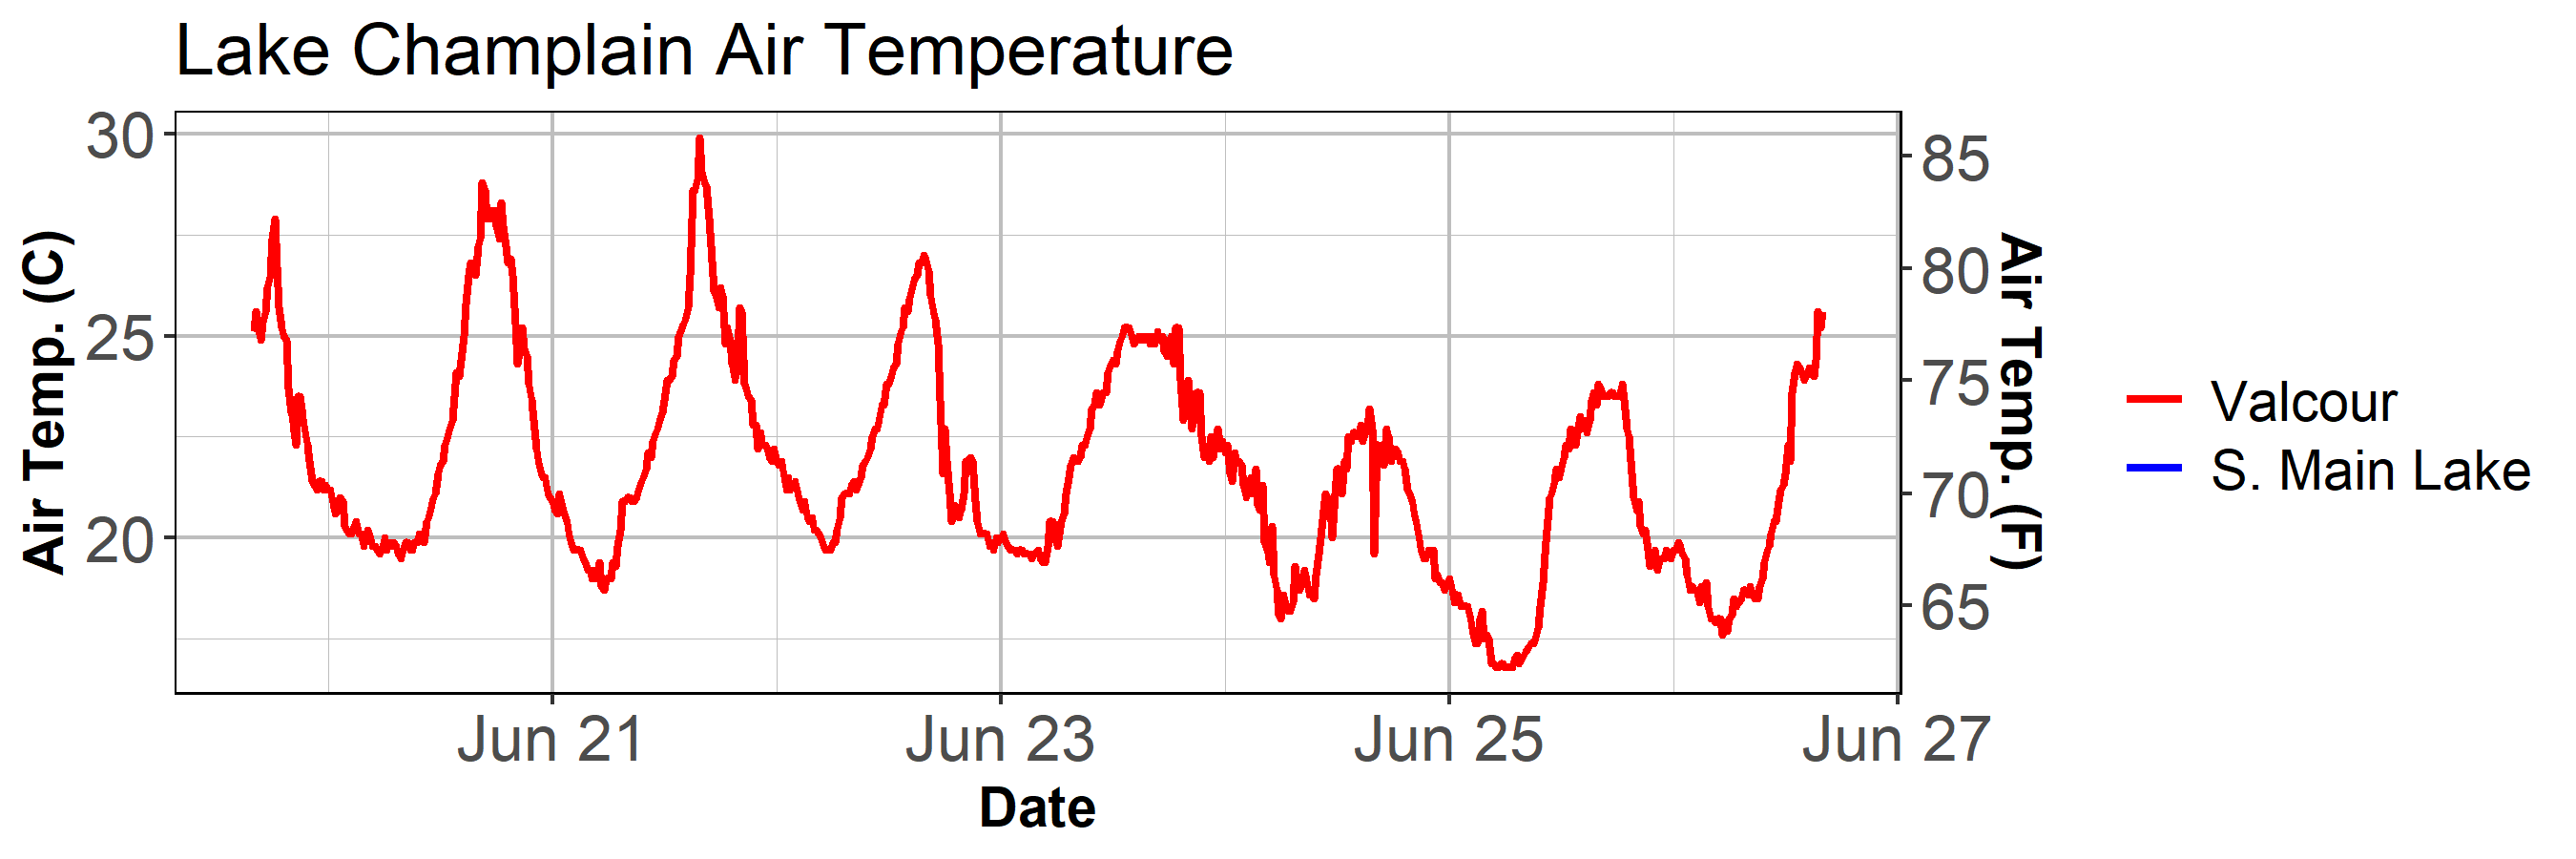 Lake Champlain Air Temperature
30
25
20
Air Temp. (C)
85
80
75
70
65
Air Temp. (F)
Jun 21
Jun 23
Jun 25
Jun 27
Date
Valcour
S. Main Lake